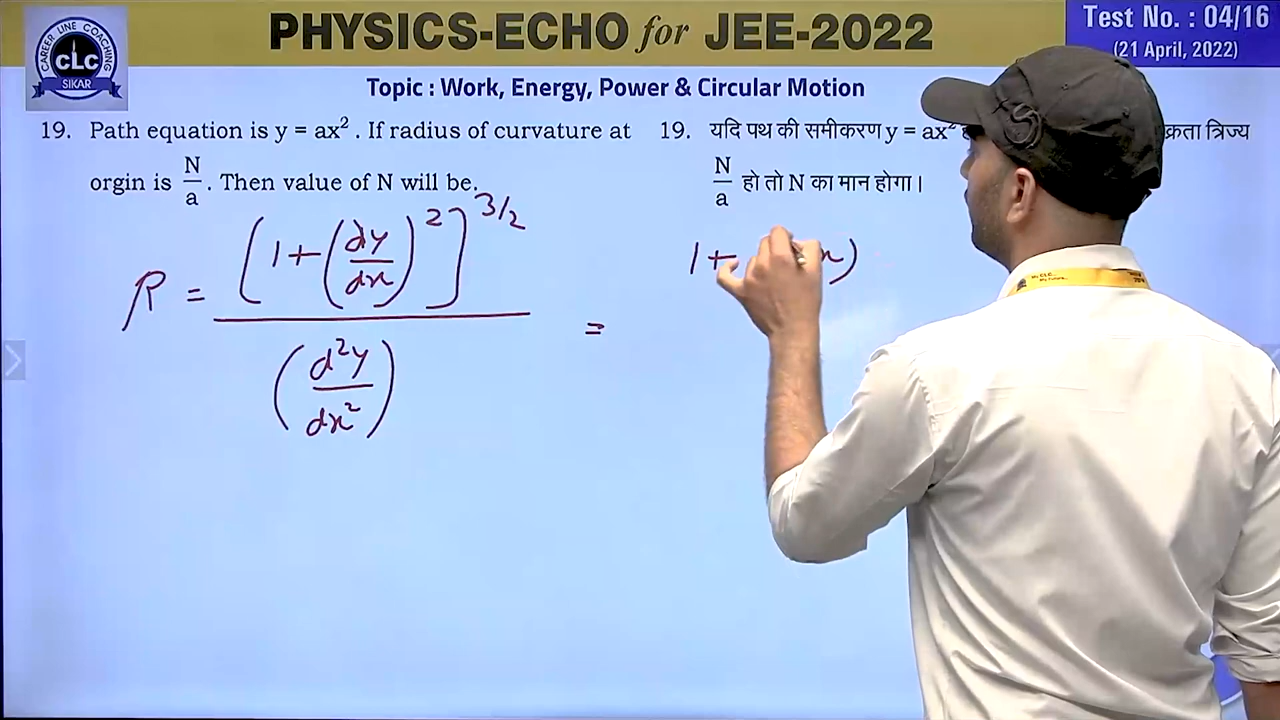 CAREER LINE COACHING
CLC
SIKAR
PHYSICS-ECHO for JEE-2022
Test No. : 04/16
(21 April, 2022)
Topic : Work, Energy, Power & Circular Motion
19. Path equation is y = ax². If radius of curvature at
orgin is N/a. Then value of N will be.
19. यदि पथ की समीकरण y = ax² क्रता त्रिज्य
N/a हो तो N का मान होगा।
R = [1+(dy/dx)²]^3/2 / (d²y/dx²) =
1+ x)